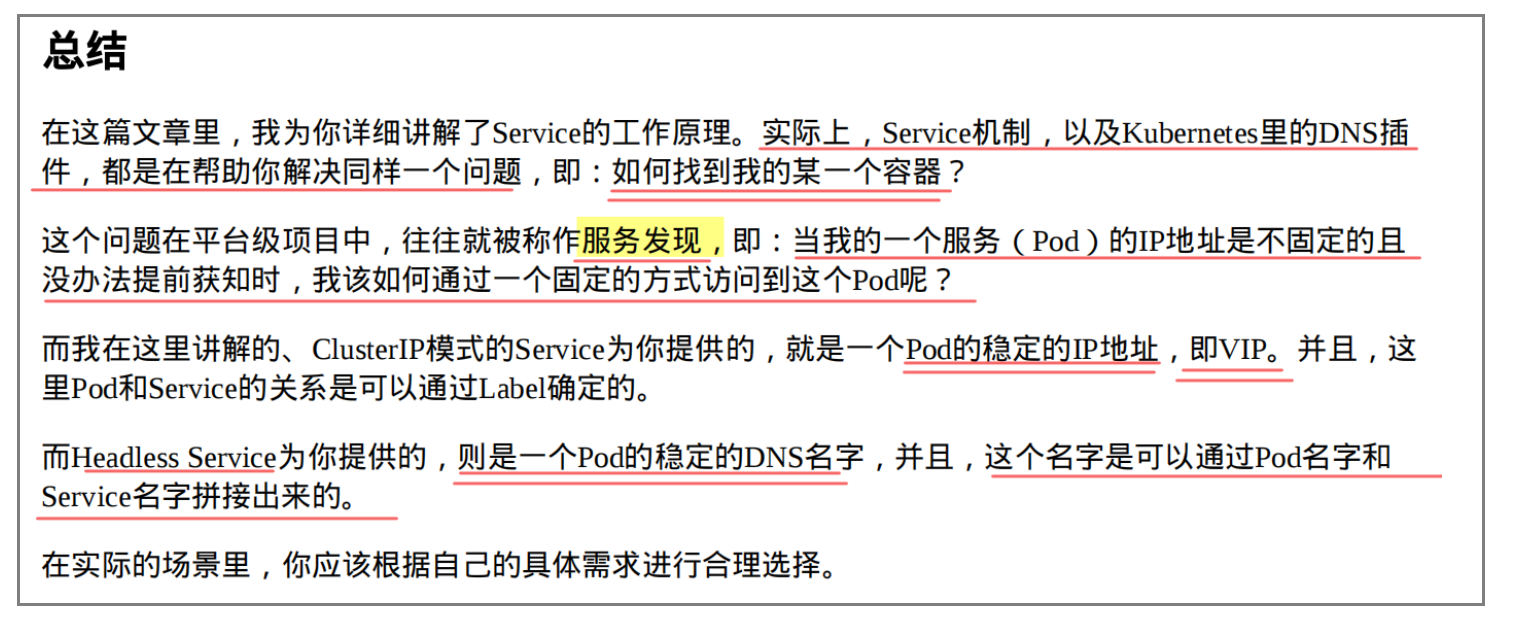 总结
在这篇文章里，我为你详细讲解了Service的工作原理。实际上，Service机制，以及Kubernetes里的DNS插
件，都是在帮助你解决同样一个问题，即：如何找到我的某一个容器？
这个问题在平台级项目中，往往就被称作服务发现，即：当我的一个服务（Pod）的IP地址是不固定的且
没办法提前获知时，我该如何通过一个固定的方式访问到这个Pod呢？
而我在这里讲解的、ClusterIP模式的Service为你提供的，就是一个Pod的稳定的IP地址，即VIP。并且，这
里Pod和Service的关系是可以通过Label确定的。
而Headless Service为你提供的，则是一个Pod的稳定的DNS名字，并且，这个名字是可以通过Pod名字和
Service名字拼接出来的。
在实际的场景里，你应该根据自己的具体需求进行合理选择。